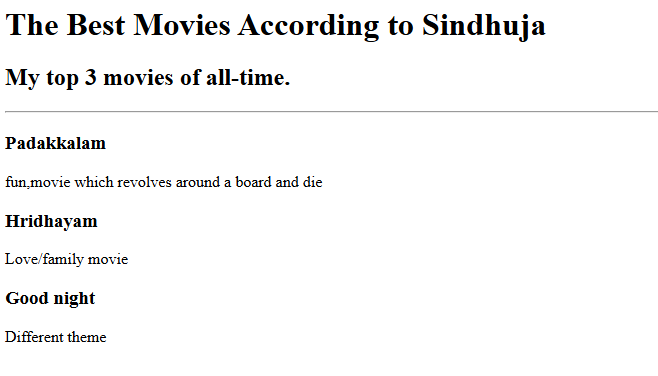 The Best Movies According to Sindhuja
My top 3 movies of all-time.
Padakkalam
fun,movie which revolves around a board and die
Hridhayam
Love/family movie
Good night
Different theme